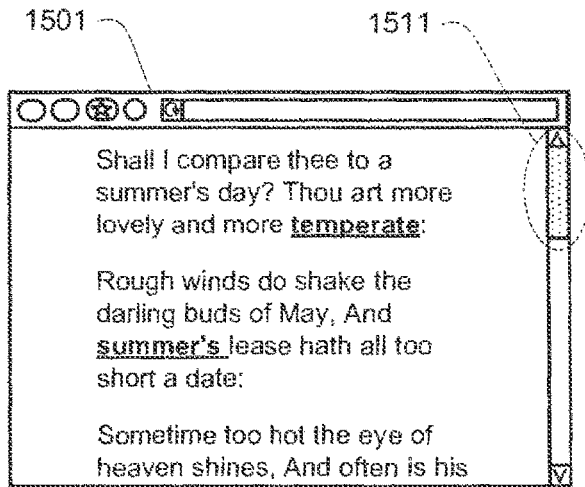 1501 1511
Shall I compare thee to a
summer's day? Thou art more
lovely and more temperate:
Rough winds do shake the
darling buds of May, And
summer's lease hath all too
short a date:
Sometime too hot the eye of
heaven shines, And often is his